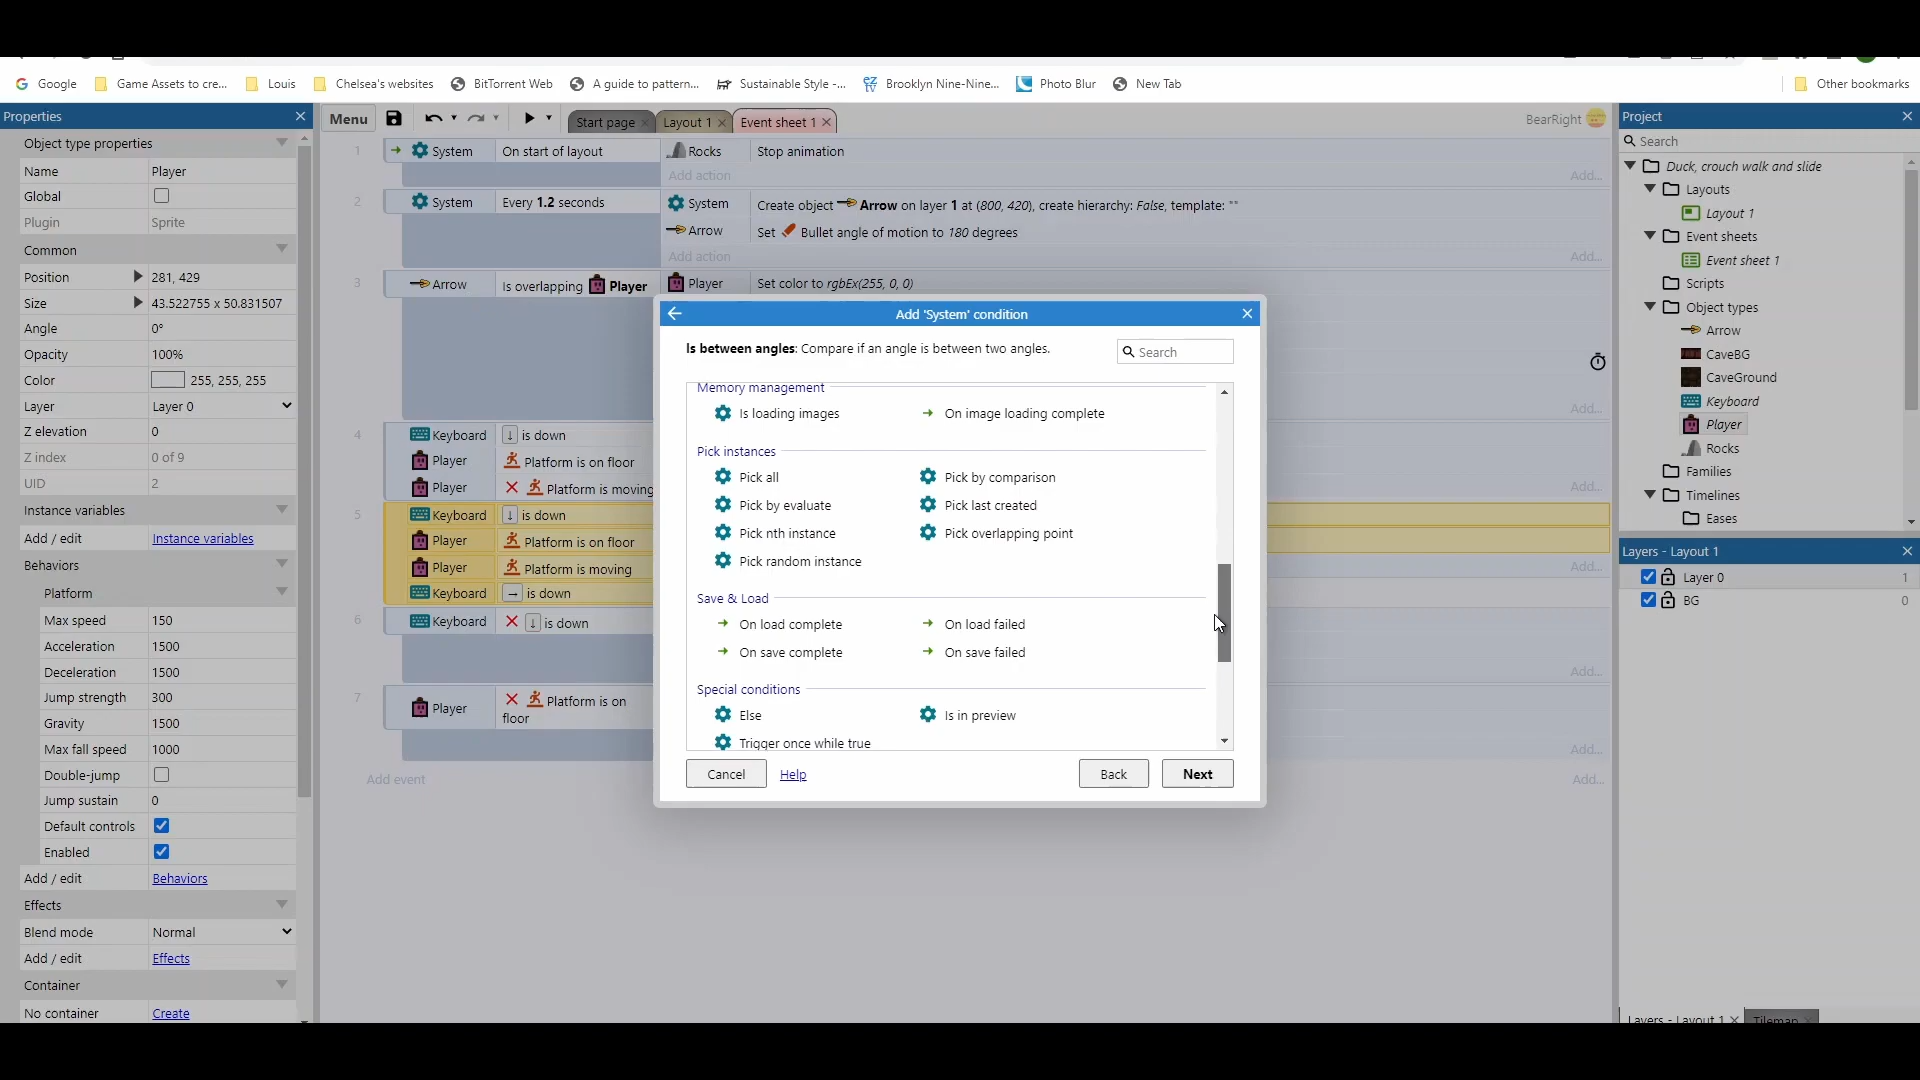 Google
Game Assets to cre...
Louis
Chelsea's websites
BitTorrent Web
A guide to pattern...
Sustainable Style -...
Brooklyn Nine-Nine...
Photo Blur
New Tab
Other bookmarks
Properties
Menu
Start page
Layout 1
Event sheet 1
BearRight
Project
Object type properties
Name Player
Global
Plugin Sprite
Common
Position 281, 429
Size 43.522755 x 50.831507
Angle 0°
Opacity 100%
Color 255, 255, 255
Layer Layer 0
Z elevation 0
Z index 0 of 9
UID 2
Instance variables
Add / edit Instance variables
Behaviors
Platform
Max speed 150
Acceleration 1500
Deceleration 1500
Jump strength 300
Gravity 1500
Max fall speed 1000
Double-jump
Jump sustain 0
Default controls
Enabled
Add / edit Behaviors
Effects
Blend mode Normal
Add / edit Effects
Container
No container Create
1 System On start of layout Rocks Stop animation
Add action Add...
2 System Every 1.2 seconds System Create object Arrow on layer 1 at (800, 420), create hierarchy: False, template: ""
Arrow Set Bullet angle of motion to 180 degrees
Add action Add...
3 Arrow Is overlapping Player Player Set color to rgbEx(255, 0, 0)
Add...
4 Keyboard ↓ is down
Player Platform is on floor
Player Platform is moving
Add...
5 Keyboard ↓ is down
Player Platform is on floor
Player Platform is moving
Add...
Keyboard → is down
6 Keyboard ↓ is down
Add...
7 Player Platform is on
floor
Add...
Add event Add...
Add 'System' condition
Is between angles: Compare if an angle is between two angles.
Search
Memory management
Is loading images On image loading complete
Pick instances
Pick all Pick by comparison
Pick by evaluate Pick last created
Pick nth instance Pick overlapping point
Pick random instance
Save & Load
On load complete On load failed
On save complete On save failed
Special conditions
Else Is in preview
Trigger once while true
Cancel Help Back Next
Search
Duck, crouch walk and slide
Layouts
Layout 1
Event sheets
Event sheet 1
Scripts
Object types
Arrow
CaveBG
CaveGround
Keyboard
Player
Rocks
Families
Timelines
Eases
Layers - Layout 1
Layer 0 1
BG 0
Layers - Layout 1 Tilemap